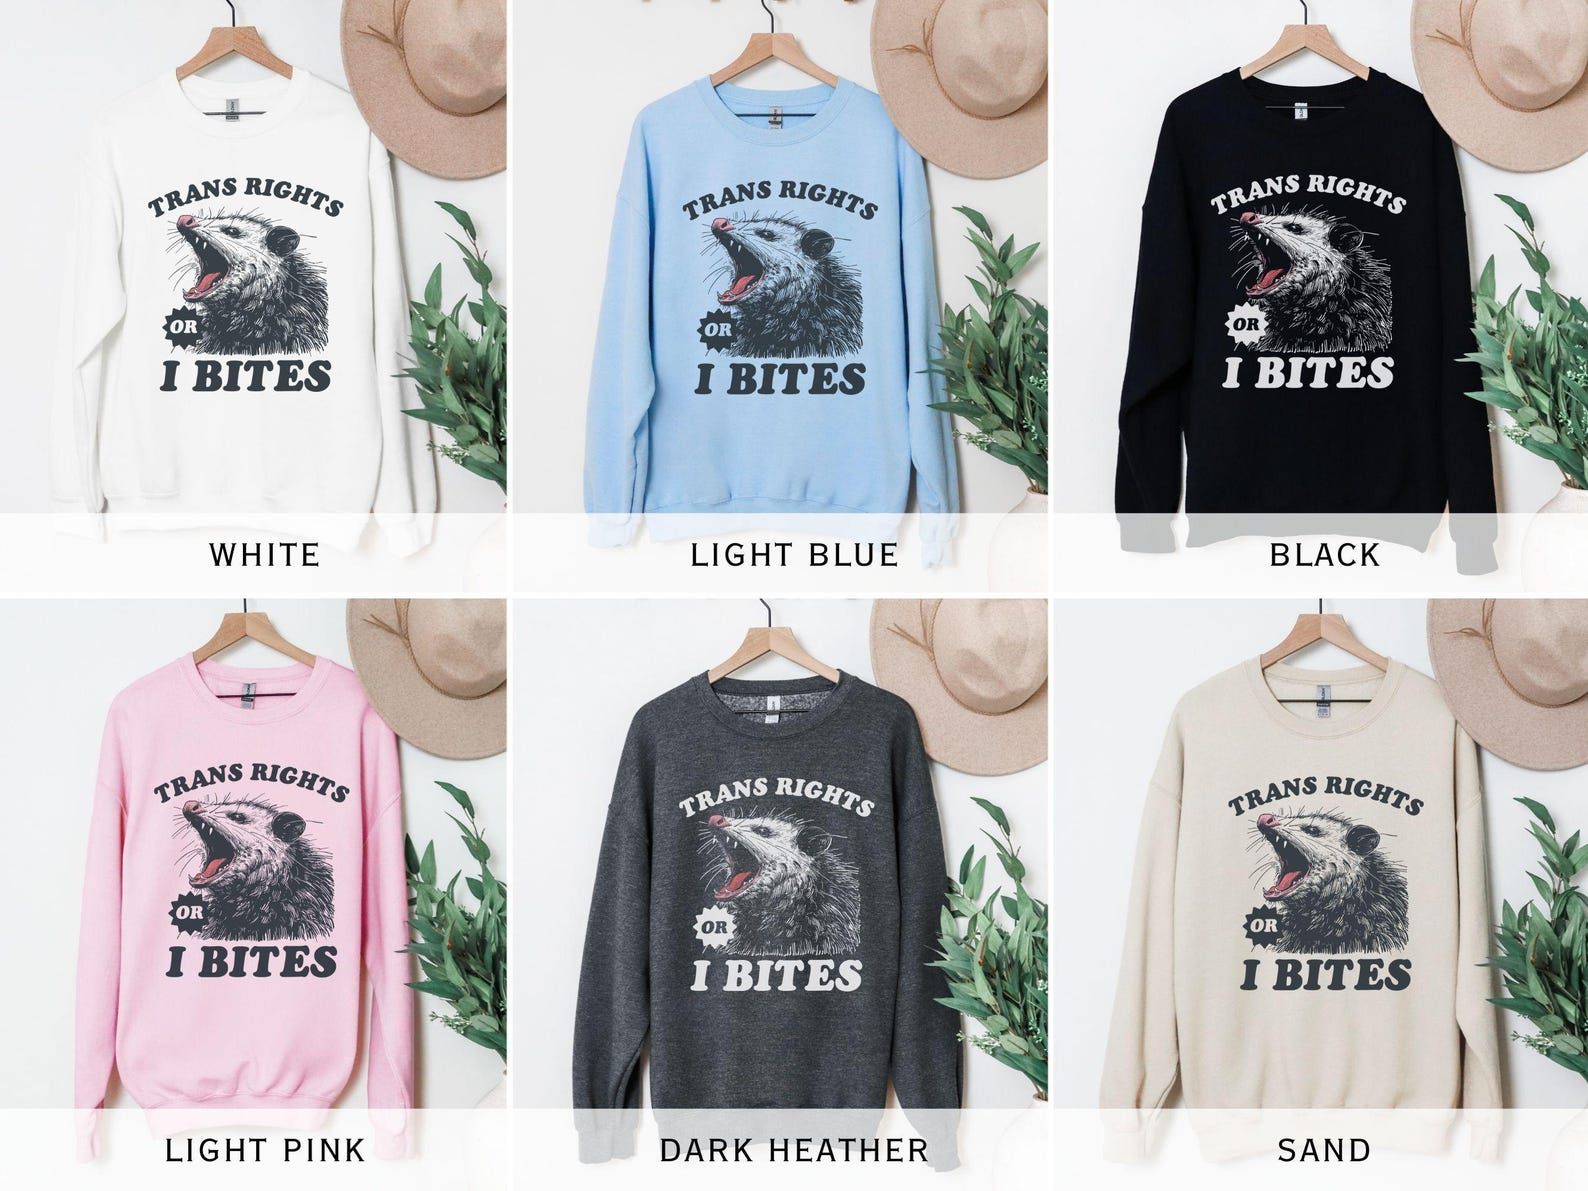 TRANS RIGHTS
OR
I BITES
WHITE
TRANS RIGHTS
OR
I BITES
LIGHT BLUE
TRANS RIGHTS
OR
I BITES
BLACK
TRANS RIGHTS
OR
I BITES
LIGHT PINK
TRANS RIGHTS
OR
I BITES
DARK HEATHER
TRANS RIGHTS
OR
I BITES
SAND